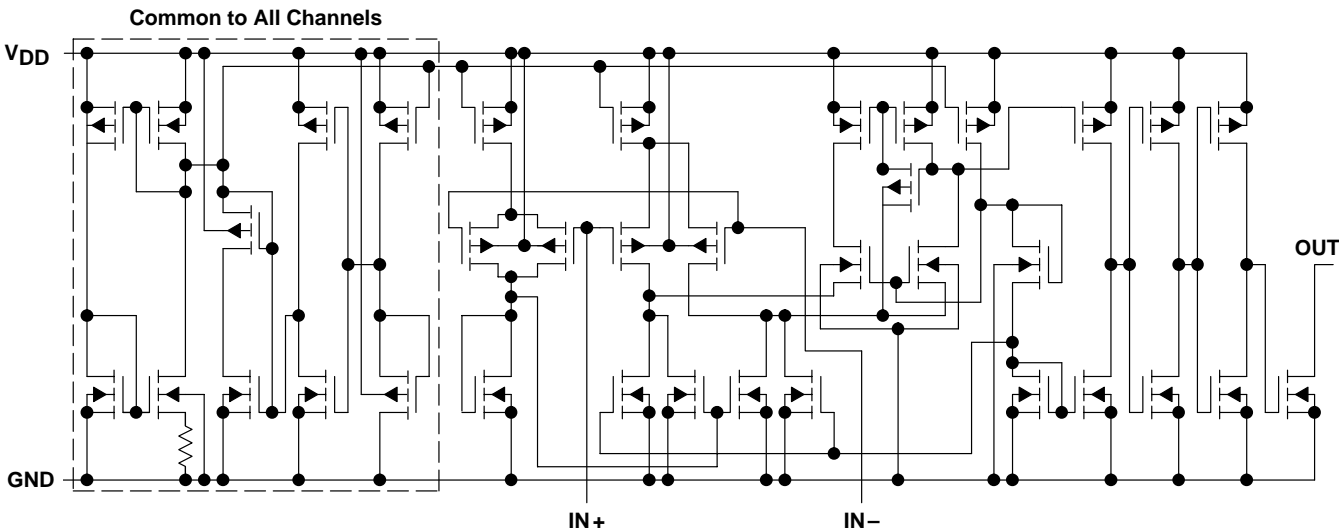 Common to All Channels
VDD
OUT
GND
IN+
IN−